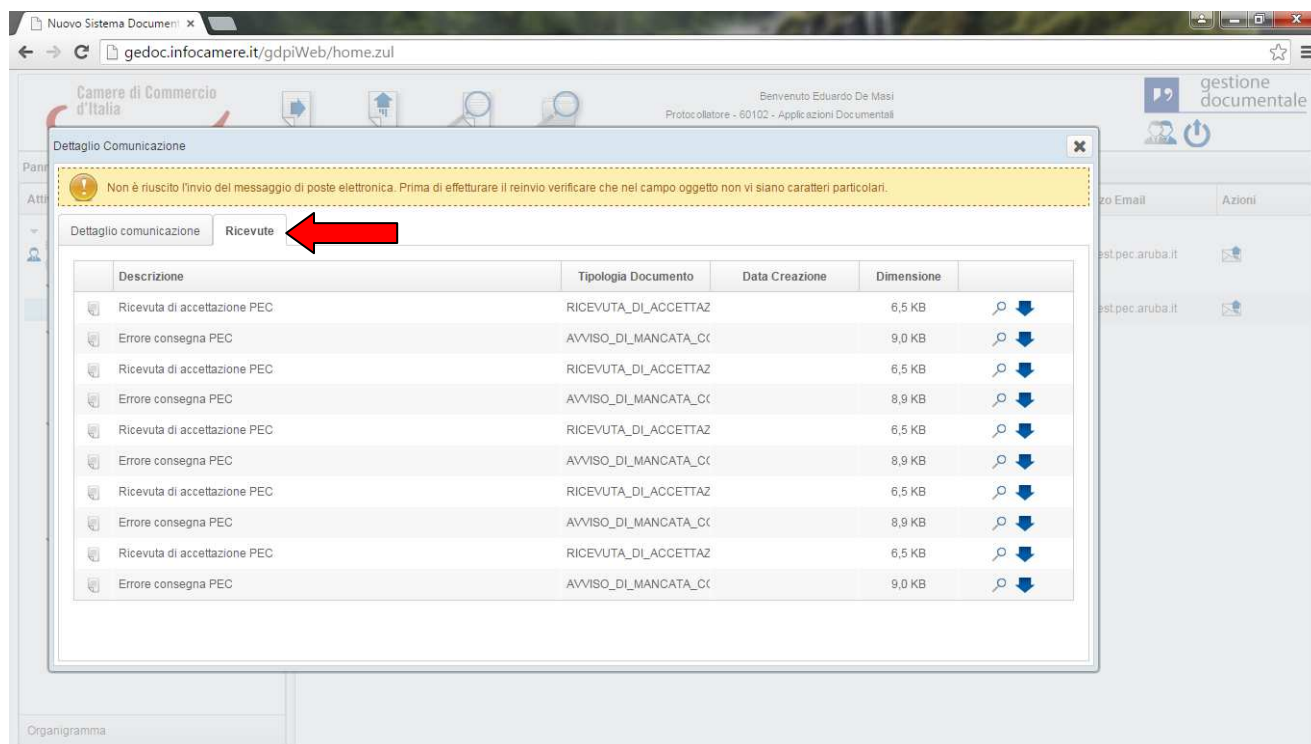 Nuovo Sistema Document
gedoc.infocamere.it/gdpiWeb/home.zul
Camere di Commercio
d'Italia
Benvenuto Eduardo De Masi
Protocollatore - 60102 - Applicazioni Documentali
gestione
documentale
Dettaglio Comunicazione
Non è riuscito l'invio del messaggio di poste elettronica. Prima di effetturare il reinvio verificare che nel campo oggetto non vi siano caratteri particolari.
Pann
Atti
zo Email Azioni
Dettaglio comunicazione Ricevute
Descrizione Tipologia Documento Data Creazione Dimensione
est.pec.aruba.it
Ricevuta di accettazione PEC RICEVUTA_DI_ACCETTAZ 6,5 KB
est.pec.aruba.it
Errore consegna PEC AVVISO_DI_MANCATA_CO 9,0 KB
Ricevuta di accettazione PEC RICEVUTA_DI_ACCETTAZ 6,5 KB
Errore consegna PEC AVVISO_DI_MANCATA_CO 8,9 KB
Ricevuta di accettazione PEC RICEVUTA_DI_ACCETTAZ 6,5 KB
Errore consegna PEC AVVISO_DI_MANCATA_CO 8,9 KB
Ricevuta di accettazione PEC RICEVUTA_DI_ACCETTAZ 6,5 KB
Errore consegna PEC AVVISO_DI_MANCATA_CO 8,9 KB
Ricevuta di accettazione PEC RICEVUTA_DI_ACCETTAZ 6,5 KB
Errore consegna PEC AVVISO_DI_MANCATA_CO 9,0 KB
Organigramma